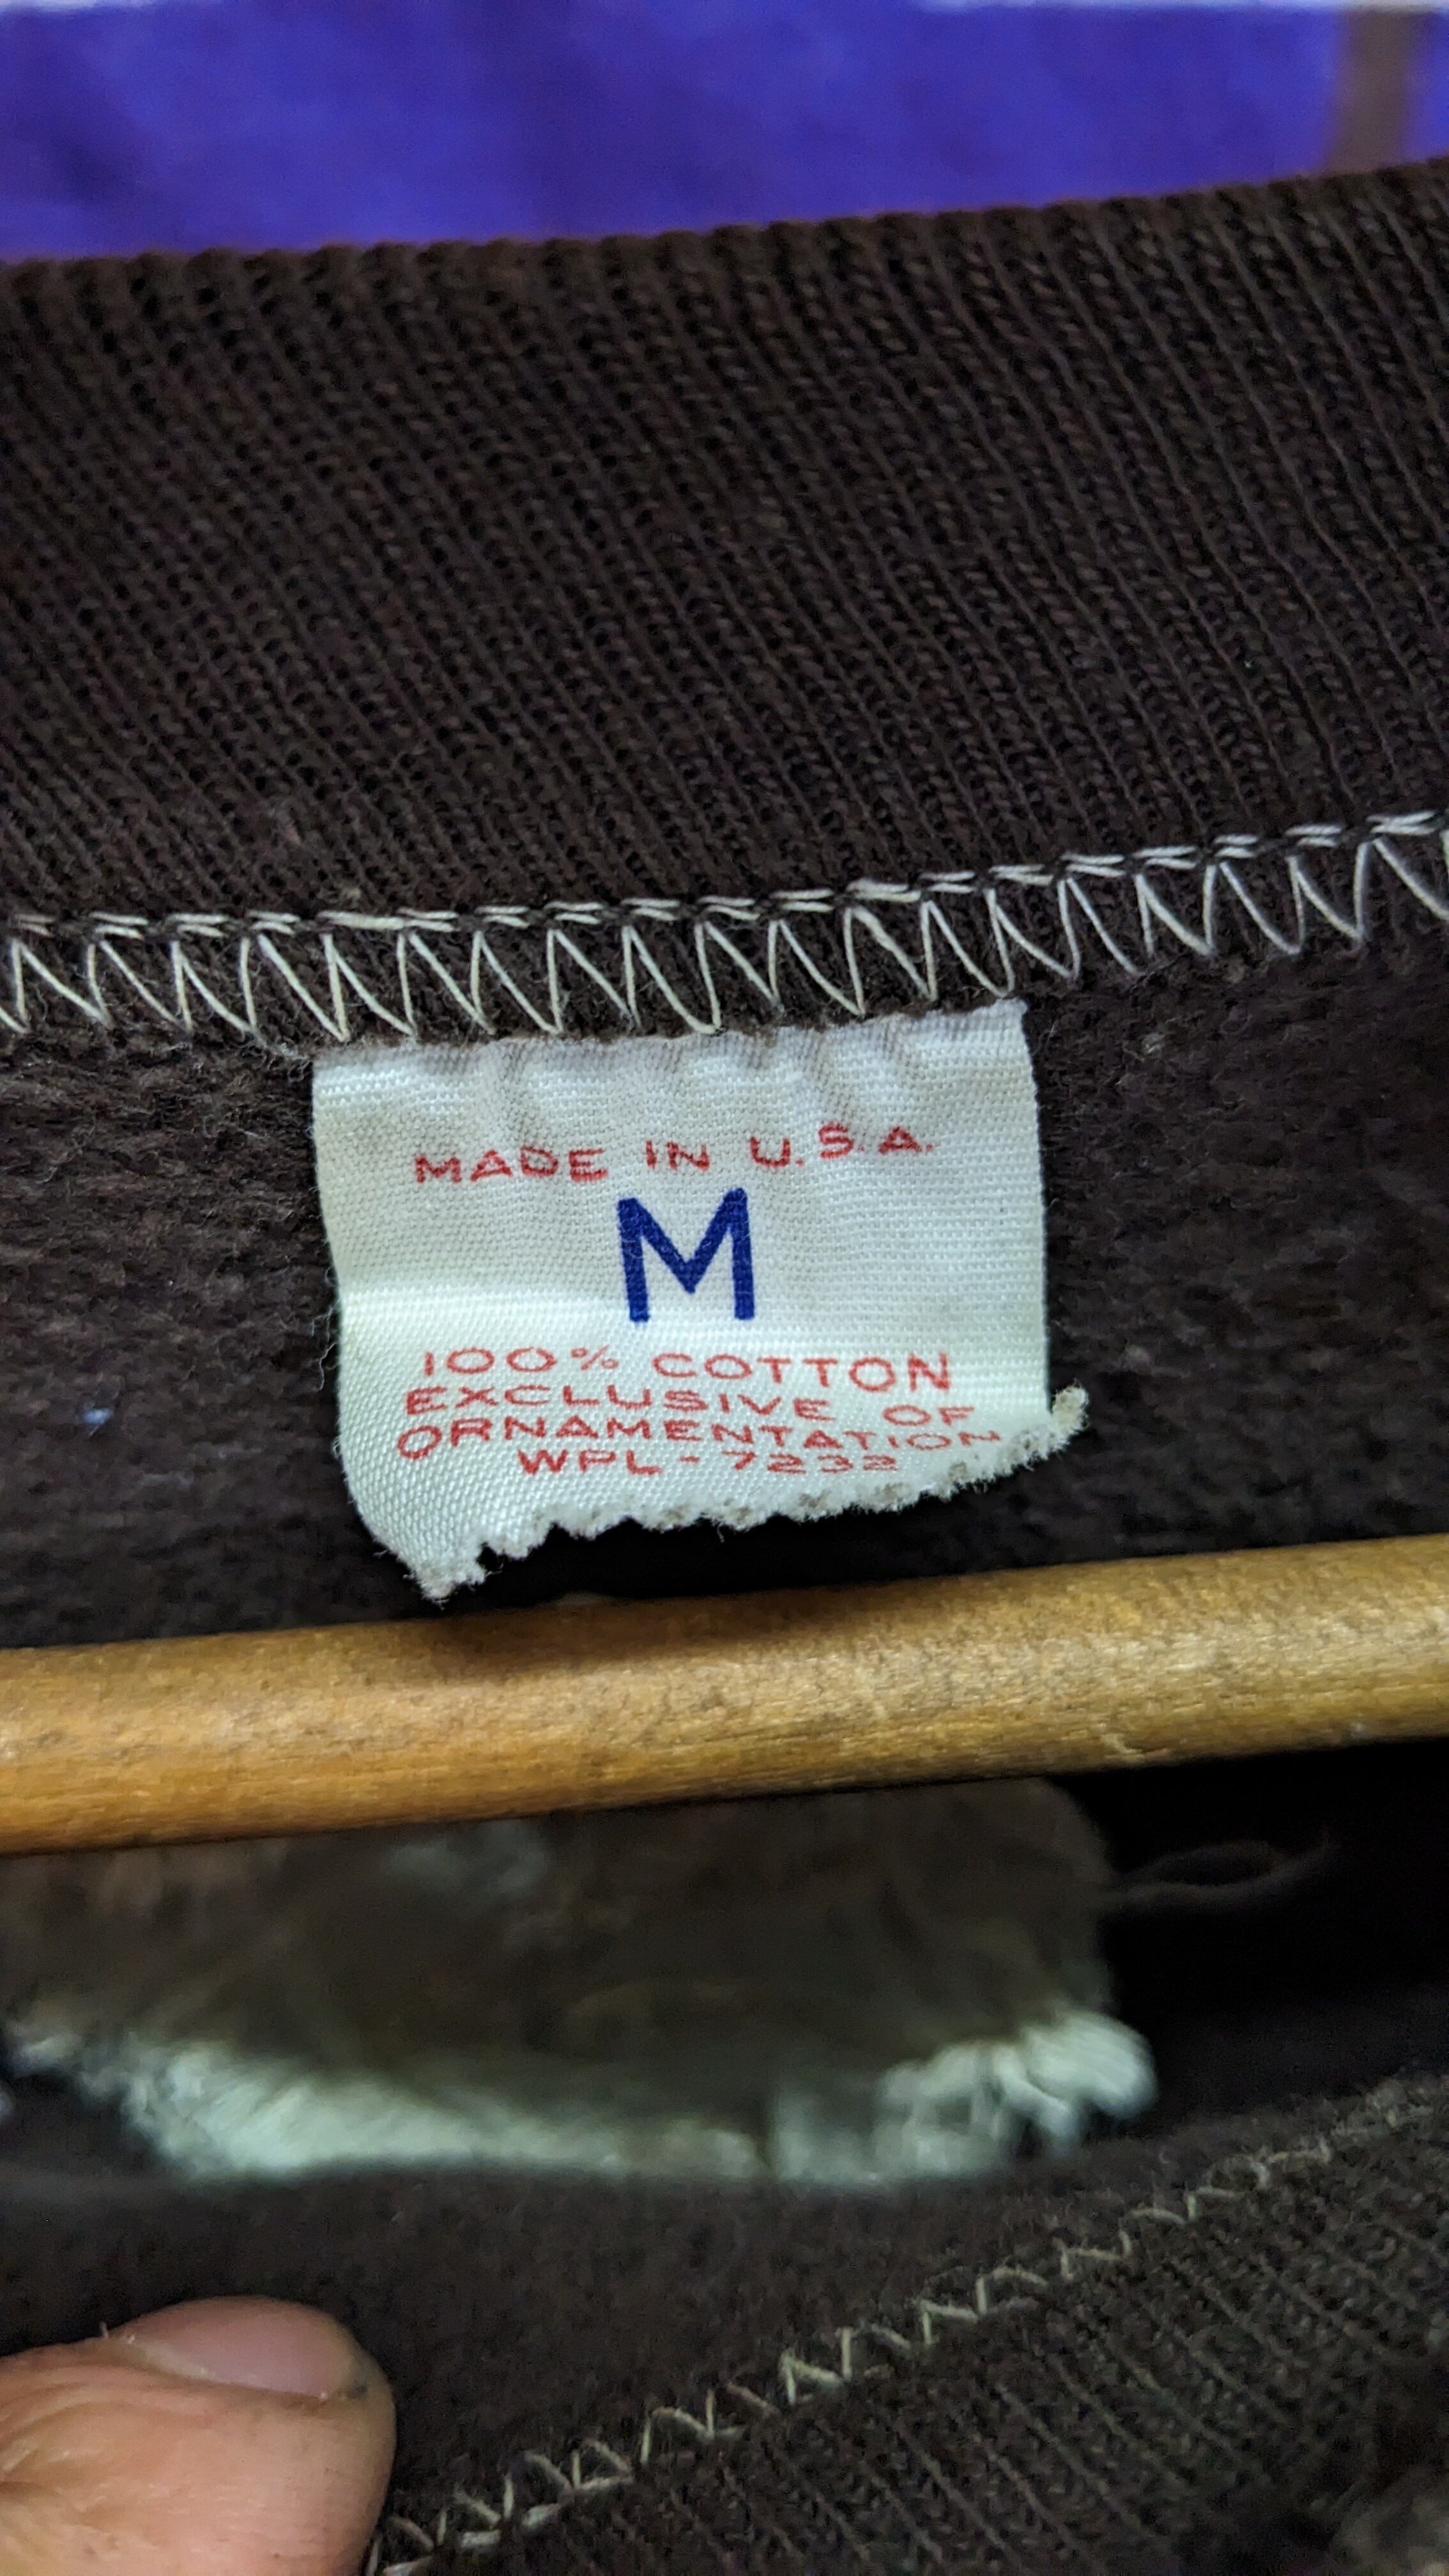 MADE IN U.S.A.
M
100% COTTON
EXCLUSIVE OF
ORNAMENTATION
WPL-7232